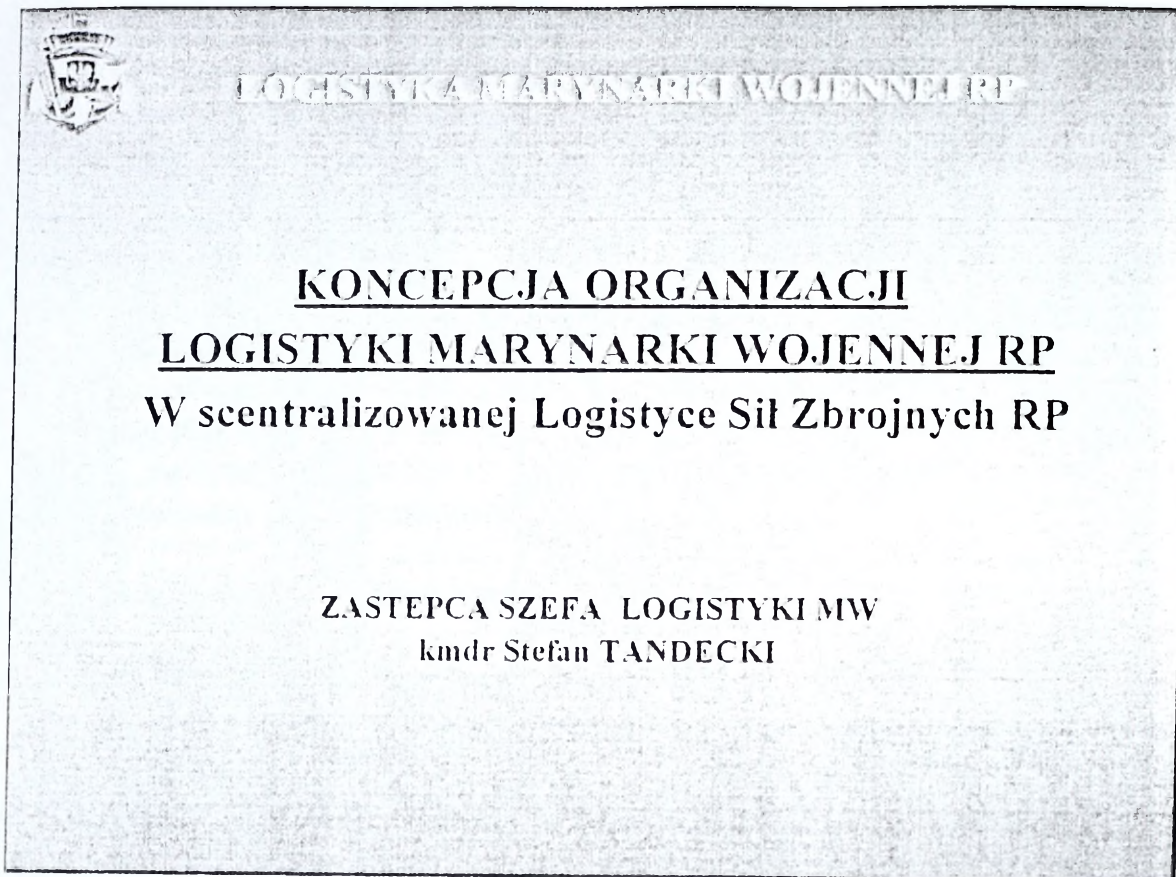 LOGISTYKA MARYNARKI WOJENNEJ RP
KONCEPCJA ORGANIZACJI
LOGISTYKI MARYNARKI WOJENNEJ RP
W scentralizowanej Logistyce Sił Zbrojnych RP
ZASTEPCA SZEFA LOGISTYKI MW
kmdr Stefan TANDECKI